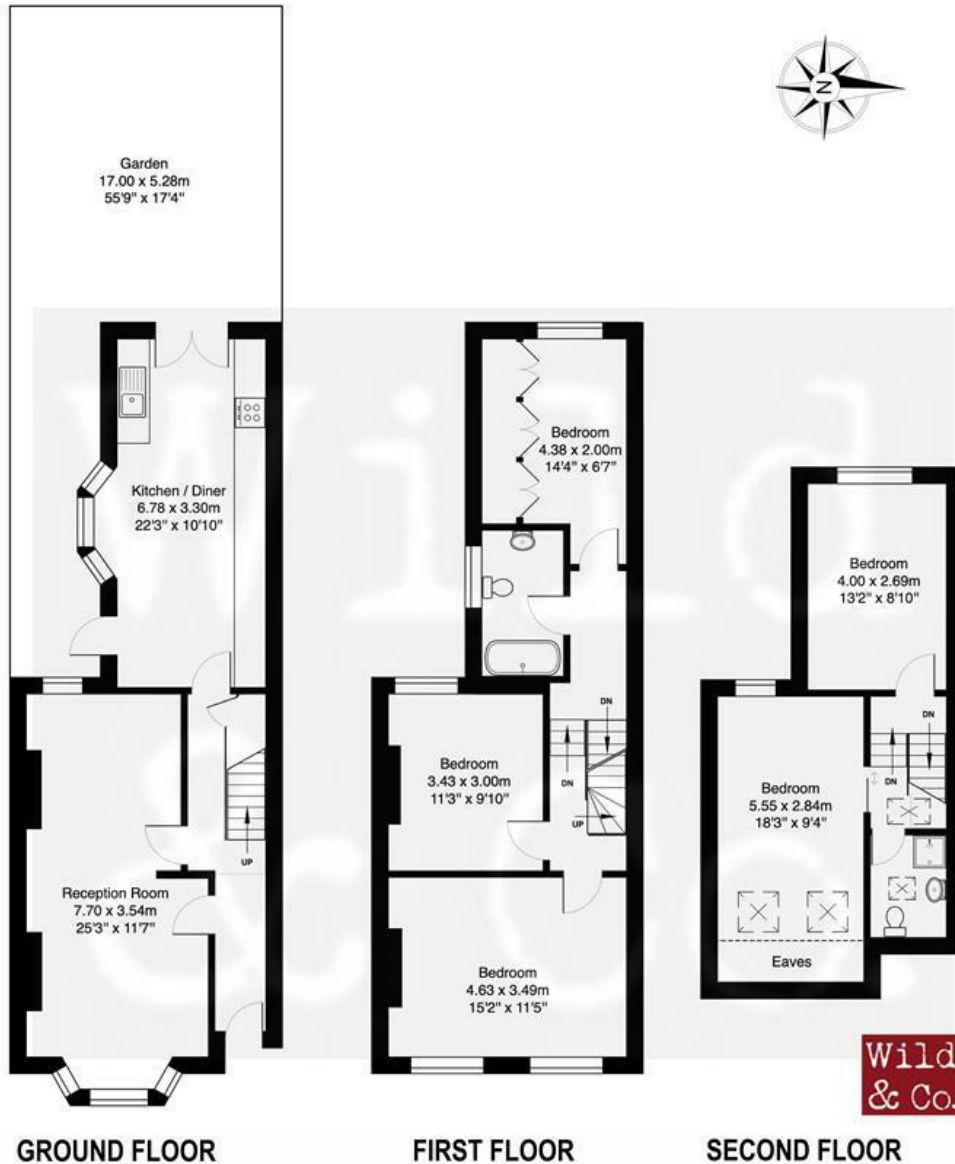 N
Garden
17.00 x 5.28m
55'9" x 17'4"
Kitchen / Diner
6.78 x 3.30m
22'3" x 10'10"
UP
Reception Room
7.70 x 3.54m
25'3" x 11'7"
GROUND FLOOR
Bedroom
4.38 x 2.00m
14'4" x 6'7"
DN
DN
UP
Bedroom
3.43 x 3.00m
11'3" x 9'10"
Bedroom
4.63 x 3.49m
15'2" x 11'5"
FIRST FLOOR
Bedroom
4.00 x 2.69m
13'2" x 8'10"
DN
DN
Bedroom
5.55 x 2.84m
18'3" x 9'4"
Eaves
SECOND FLOOR
Wild
& Co.
Wild
& Co.